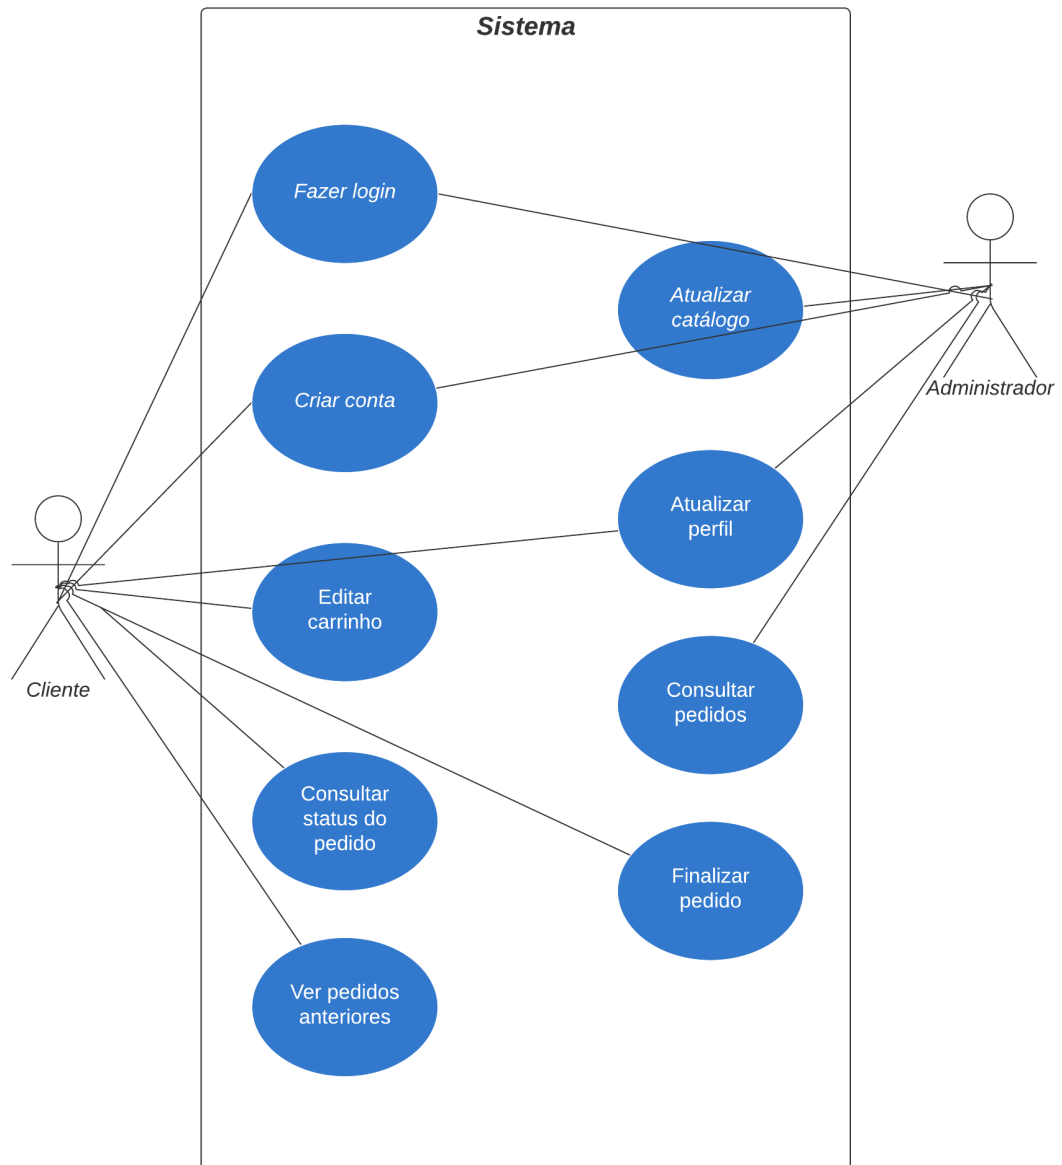 Sistema
Fazer login
Atualizar
catálogo
Administrador
Criar conta
Atualizar
perfil
Editar
carrinho
Cliente
Consultar
pedidos
Consultar
status do
pedido
Finalizar
pedido
Ver pedidos
anteriores